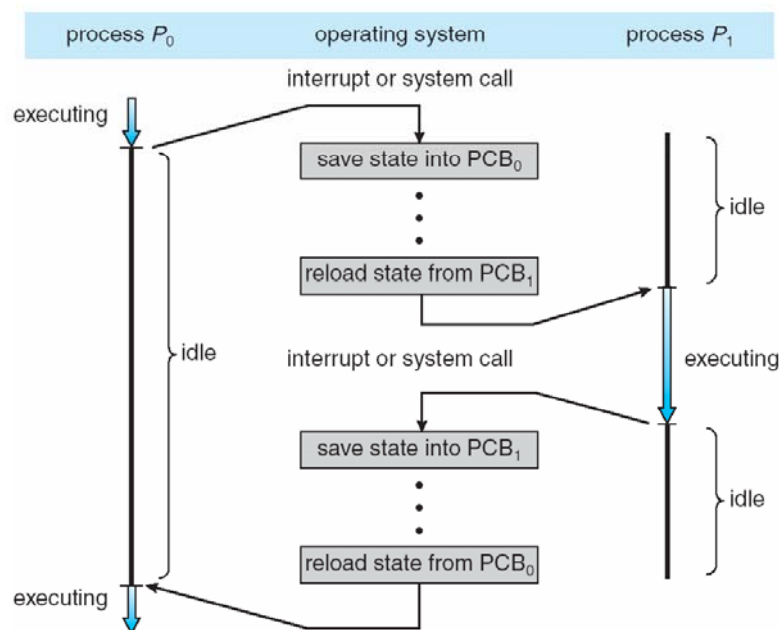 process P₀ operating system process P₁
interrupt or system call
executing
save state into PCB₀
idle
reload state from PCB₁
idle
interrupt or system call
executing
save state into PCB₁
idle
reload state from PCB₀
executing